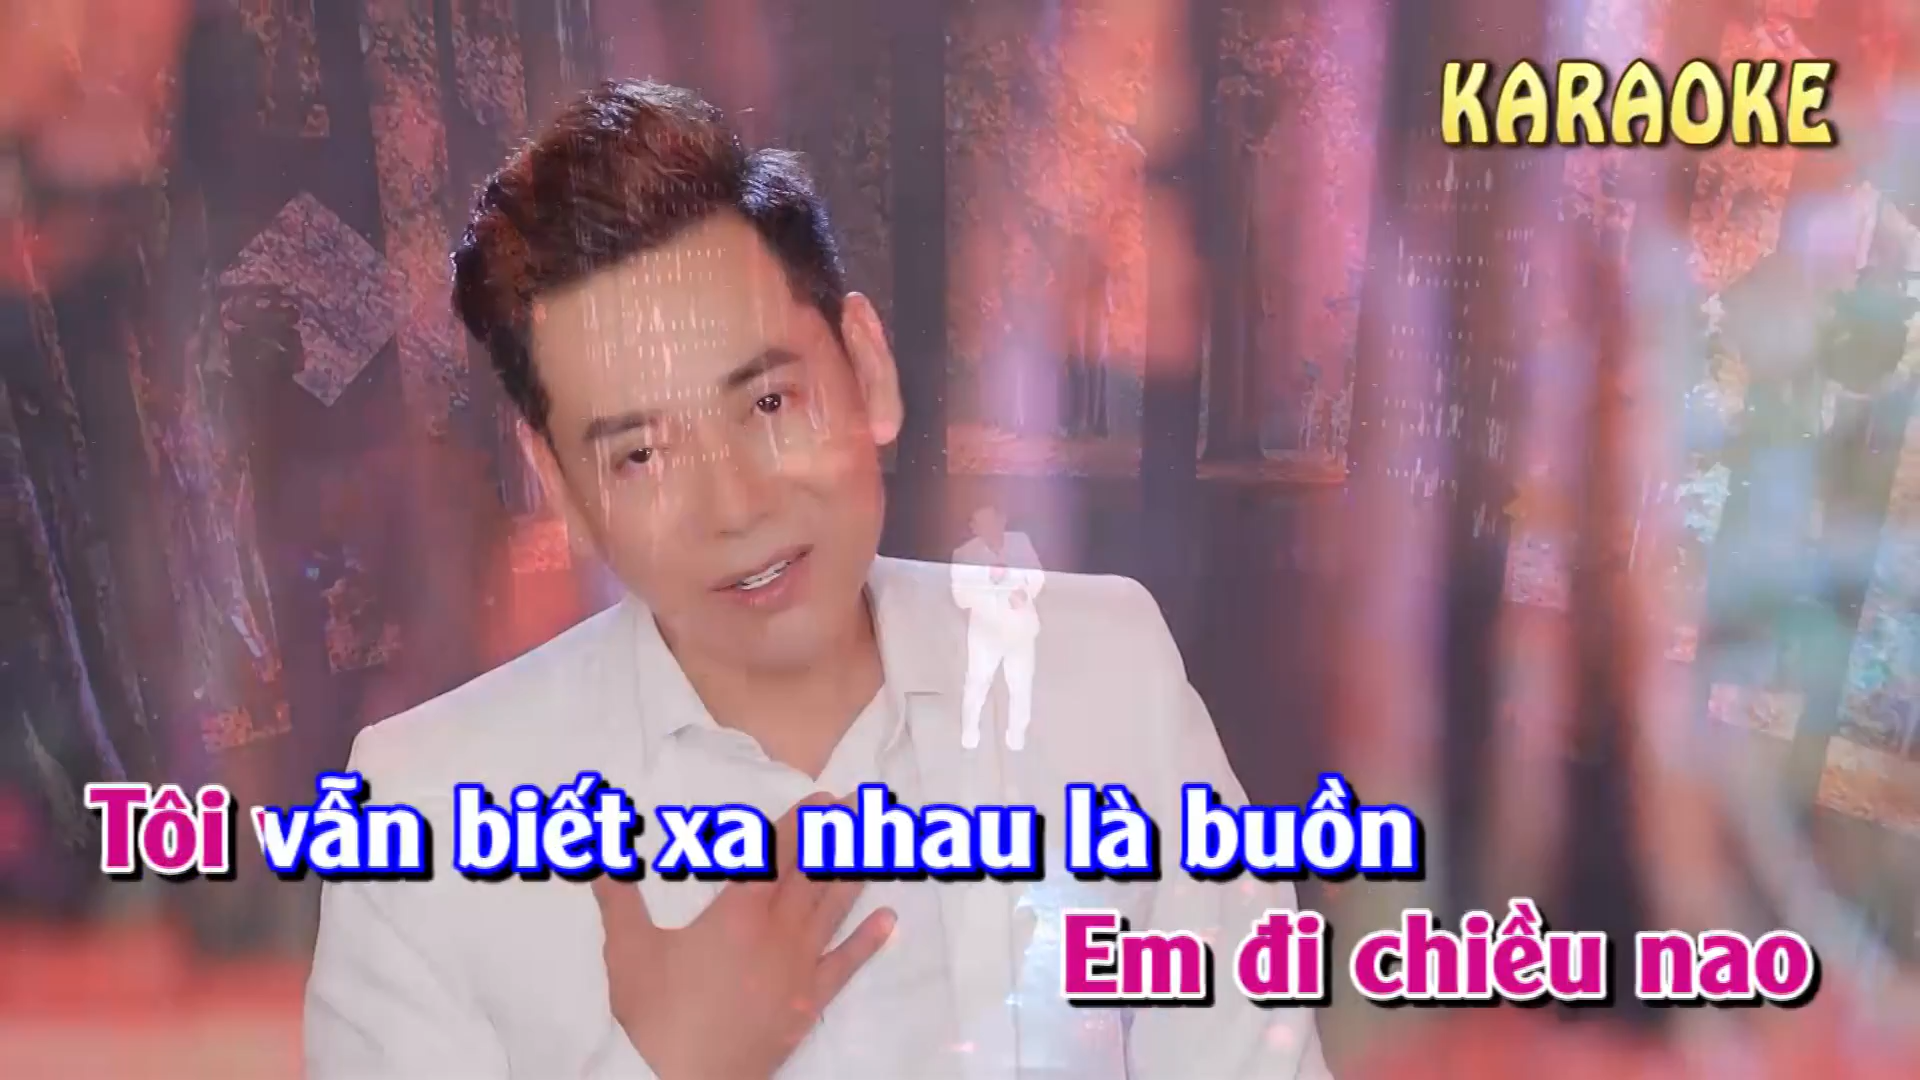 KARAOKE
Tôi vẫn biết xa nhau là buồn
Em đi chiều nao